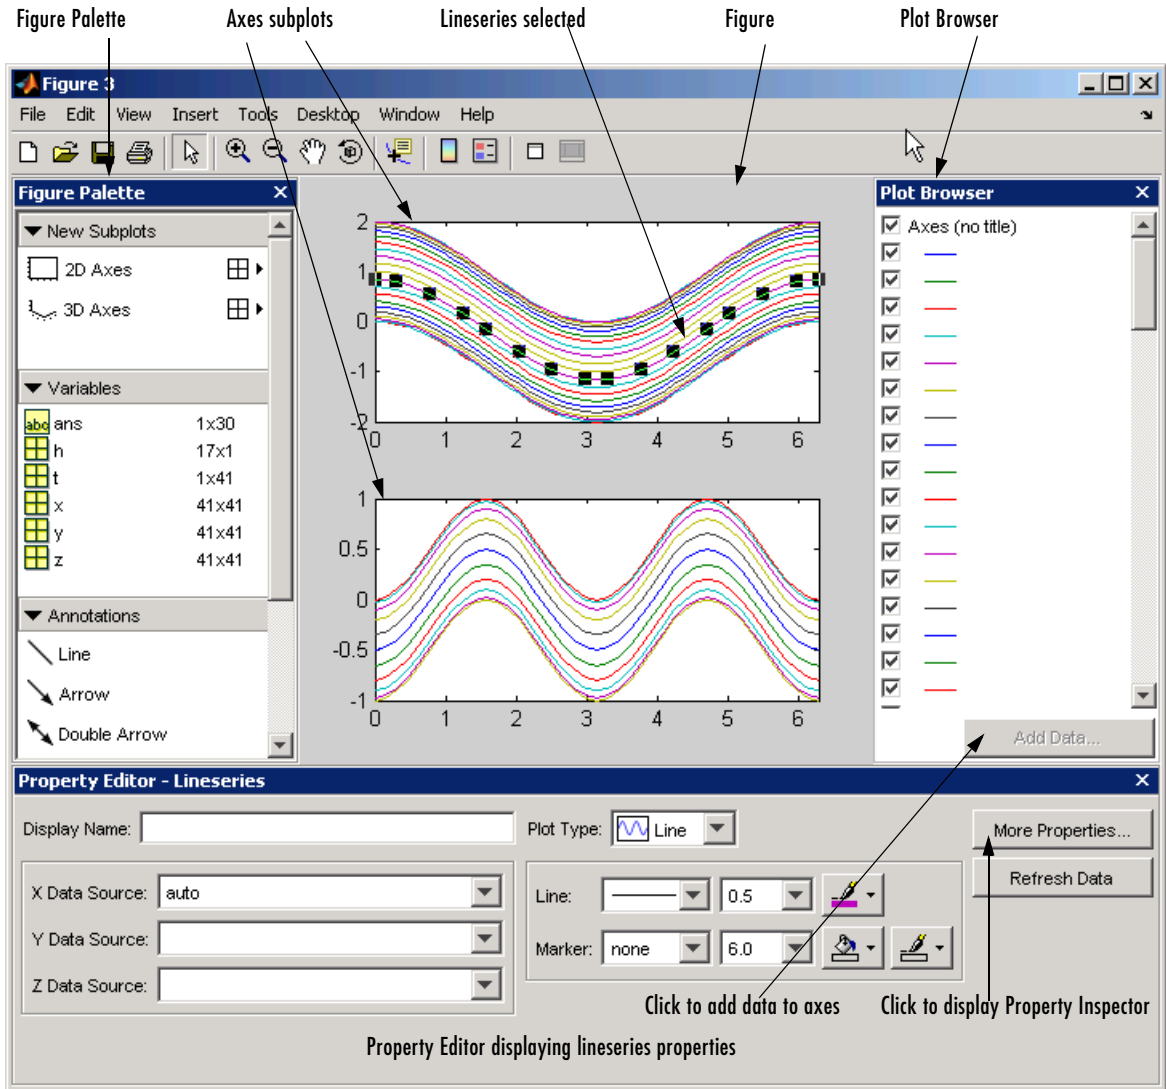 Figure Palette Axes subplots Lineseries selected Figure Plot Browser
Figure 3
File Edit View Insert Tools Desktop Window Help
Figure Palette
New Subplots
2D Axes
3D Axes
Variables
abc ans 1x30
h 17x1
t 1x41
x 41x41
y 41x41
z 41x41
Annotations
Line
Arrow
Double Arrow
2
1
0
-1
-2
0 1 2 3 4 5 6
1
0.5
0
-0.5
-1
0 1 2 3 4 5 6
Plot Browser
Axes (no title)
Add Data...
Property Editor - Lineseries
Display Name: Plot Type: Line More Properties...
X Data Source: auto Line: 0.5 Refresh Data
Y Data Source: Marker: none 6.0
Z Data Source:
Click to add data to axes Click to display Property Inspector
Property Editor displaying lineseries properties